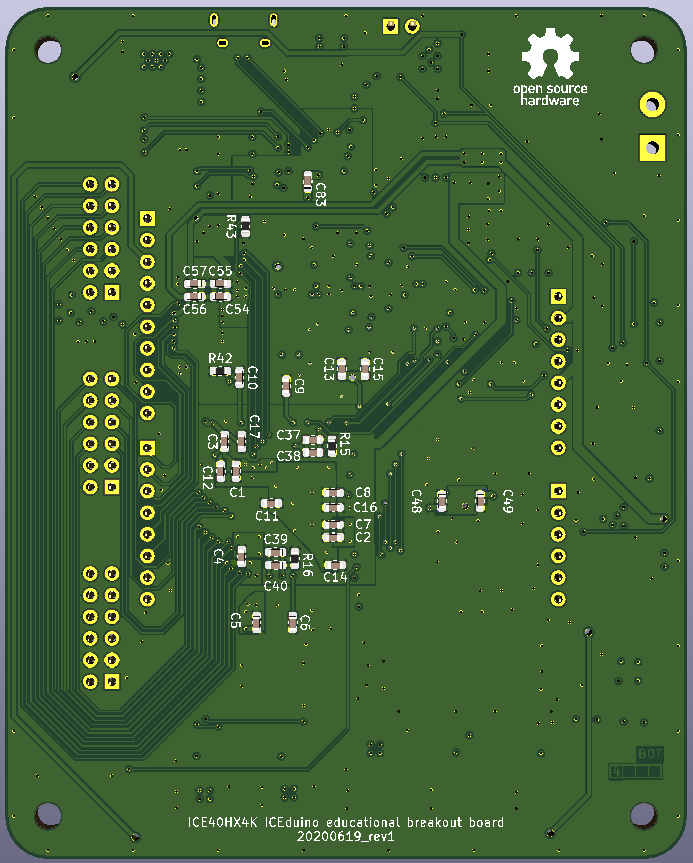 open source
hardware
C83
R43
C57 C55
C56 C54
R42
C10
C9
C13
C15
C3
C17
C37
R15
C38
C12
C1
C8
C11
C16
C48
C49
C7
C2
C4
C39
R16
C40
C14
C5
C6
BOT
4
ICE40HX4K ICEduino educational breakout board
20200619_rev1